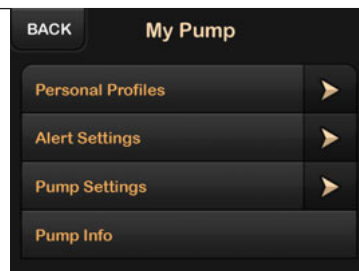 BACK
My Pump
Personal Profiles
Alert Settings
Pump Settings
Pump Info